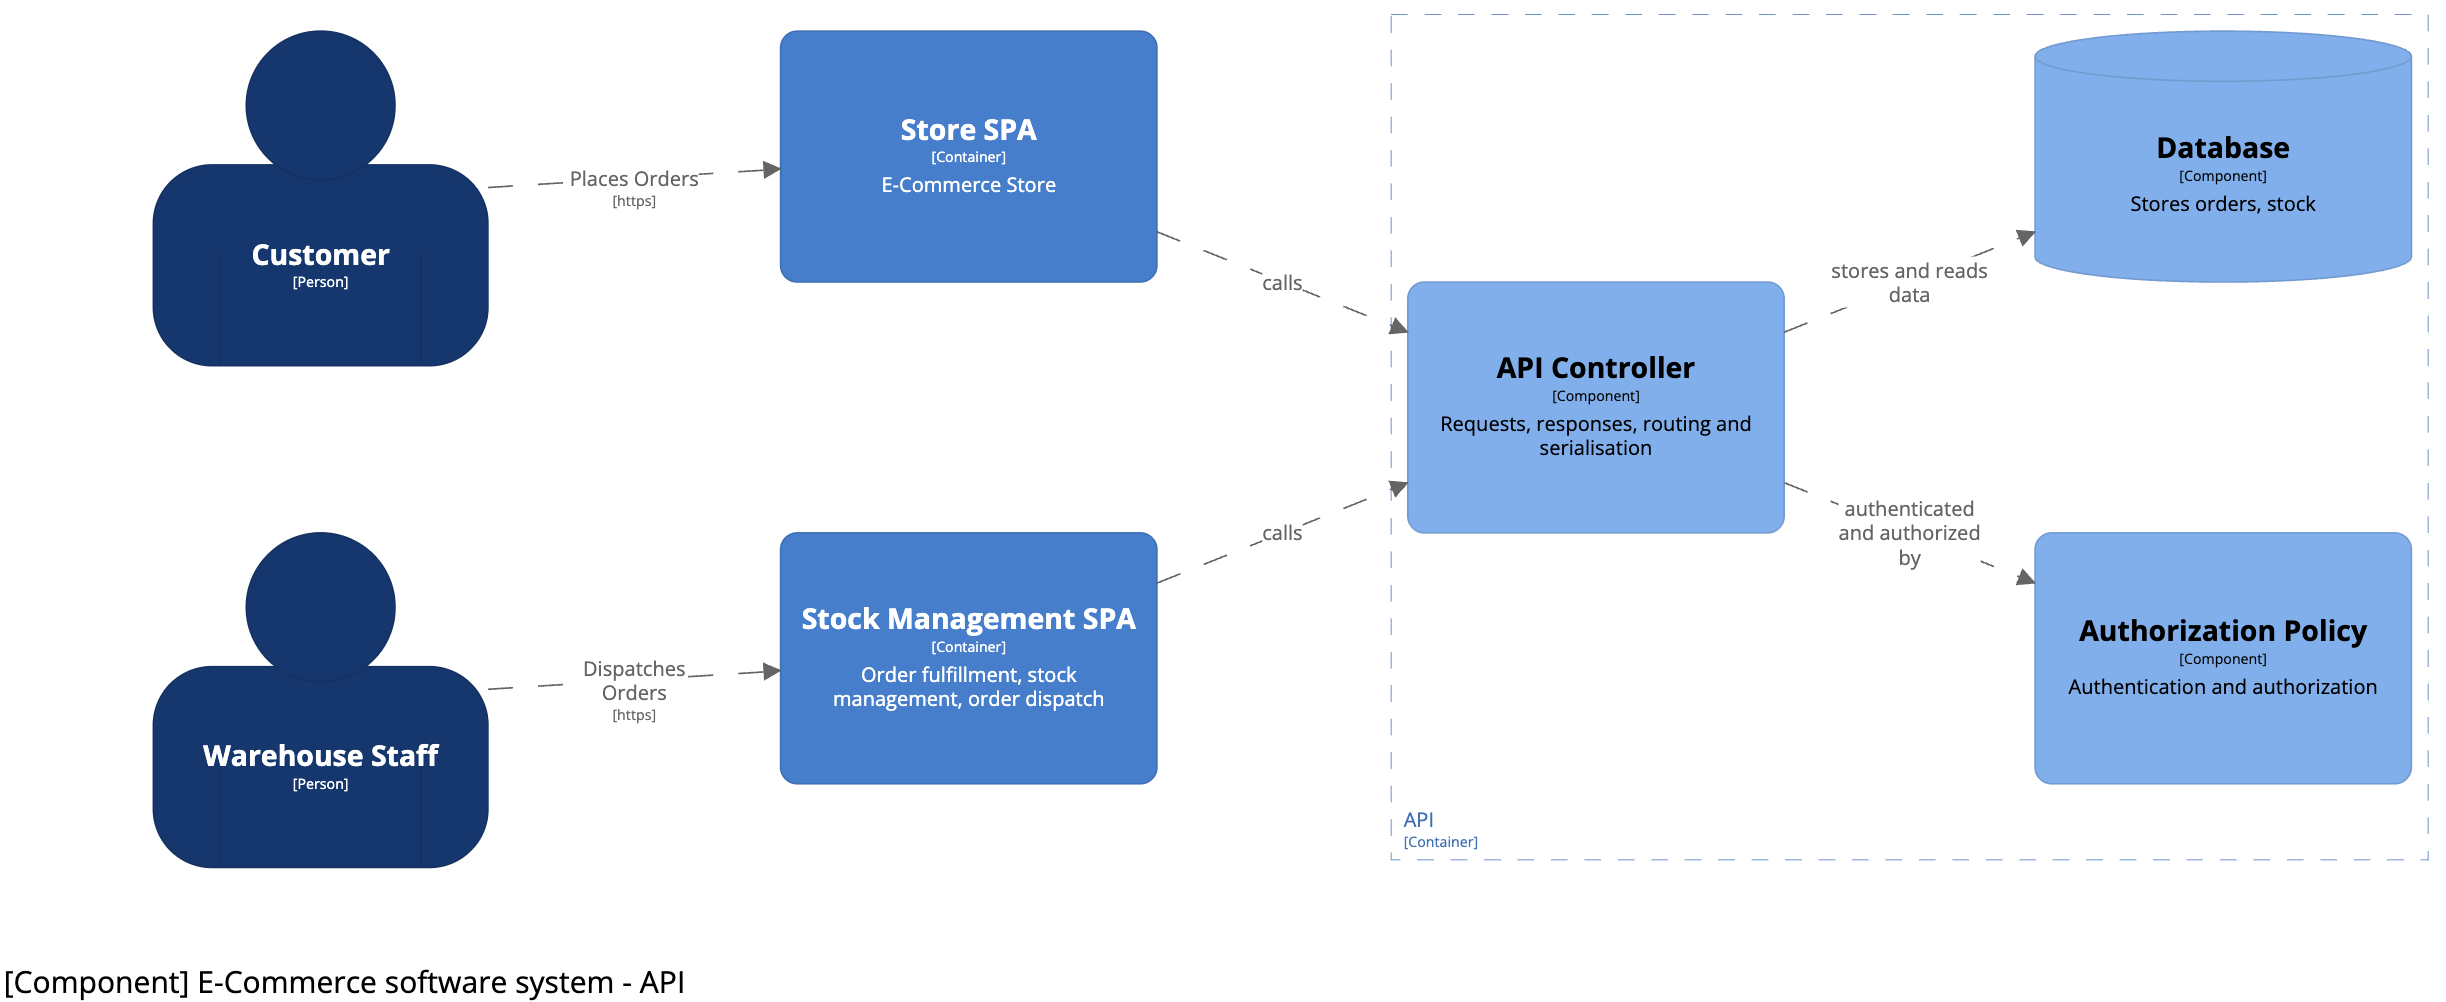 Customer
[Person]
Places Orders
[https]
Store SPA
[Container]
E-Commerce Store
calls
Warehouse Staff
[Person]
Dispatches
Orders
[https]
Stock Management SPA
[Container]
Order fulfillment, stock
management, order dispatch
calls
API Controller
[Component]
Requests, responses, routing and
serialisation
stores and reads
data
Database
[Component]
Stores orders, stock
authenticated
and authorized
by
Authorization Policy
[Component]
Authentication and authorization
API
[Container]
[Component] E-Commerce software system - API